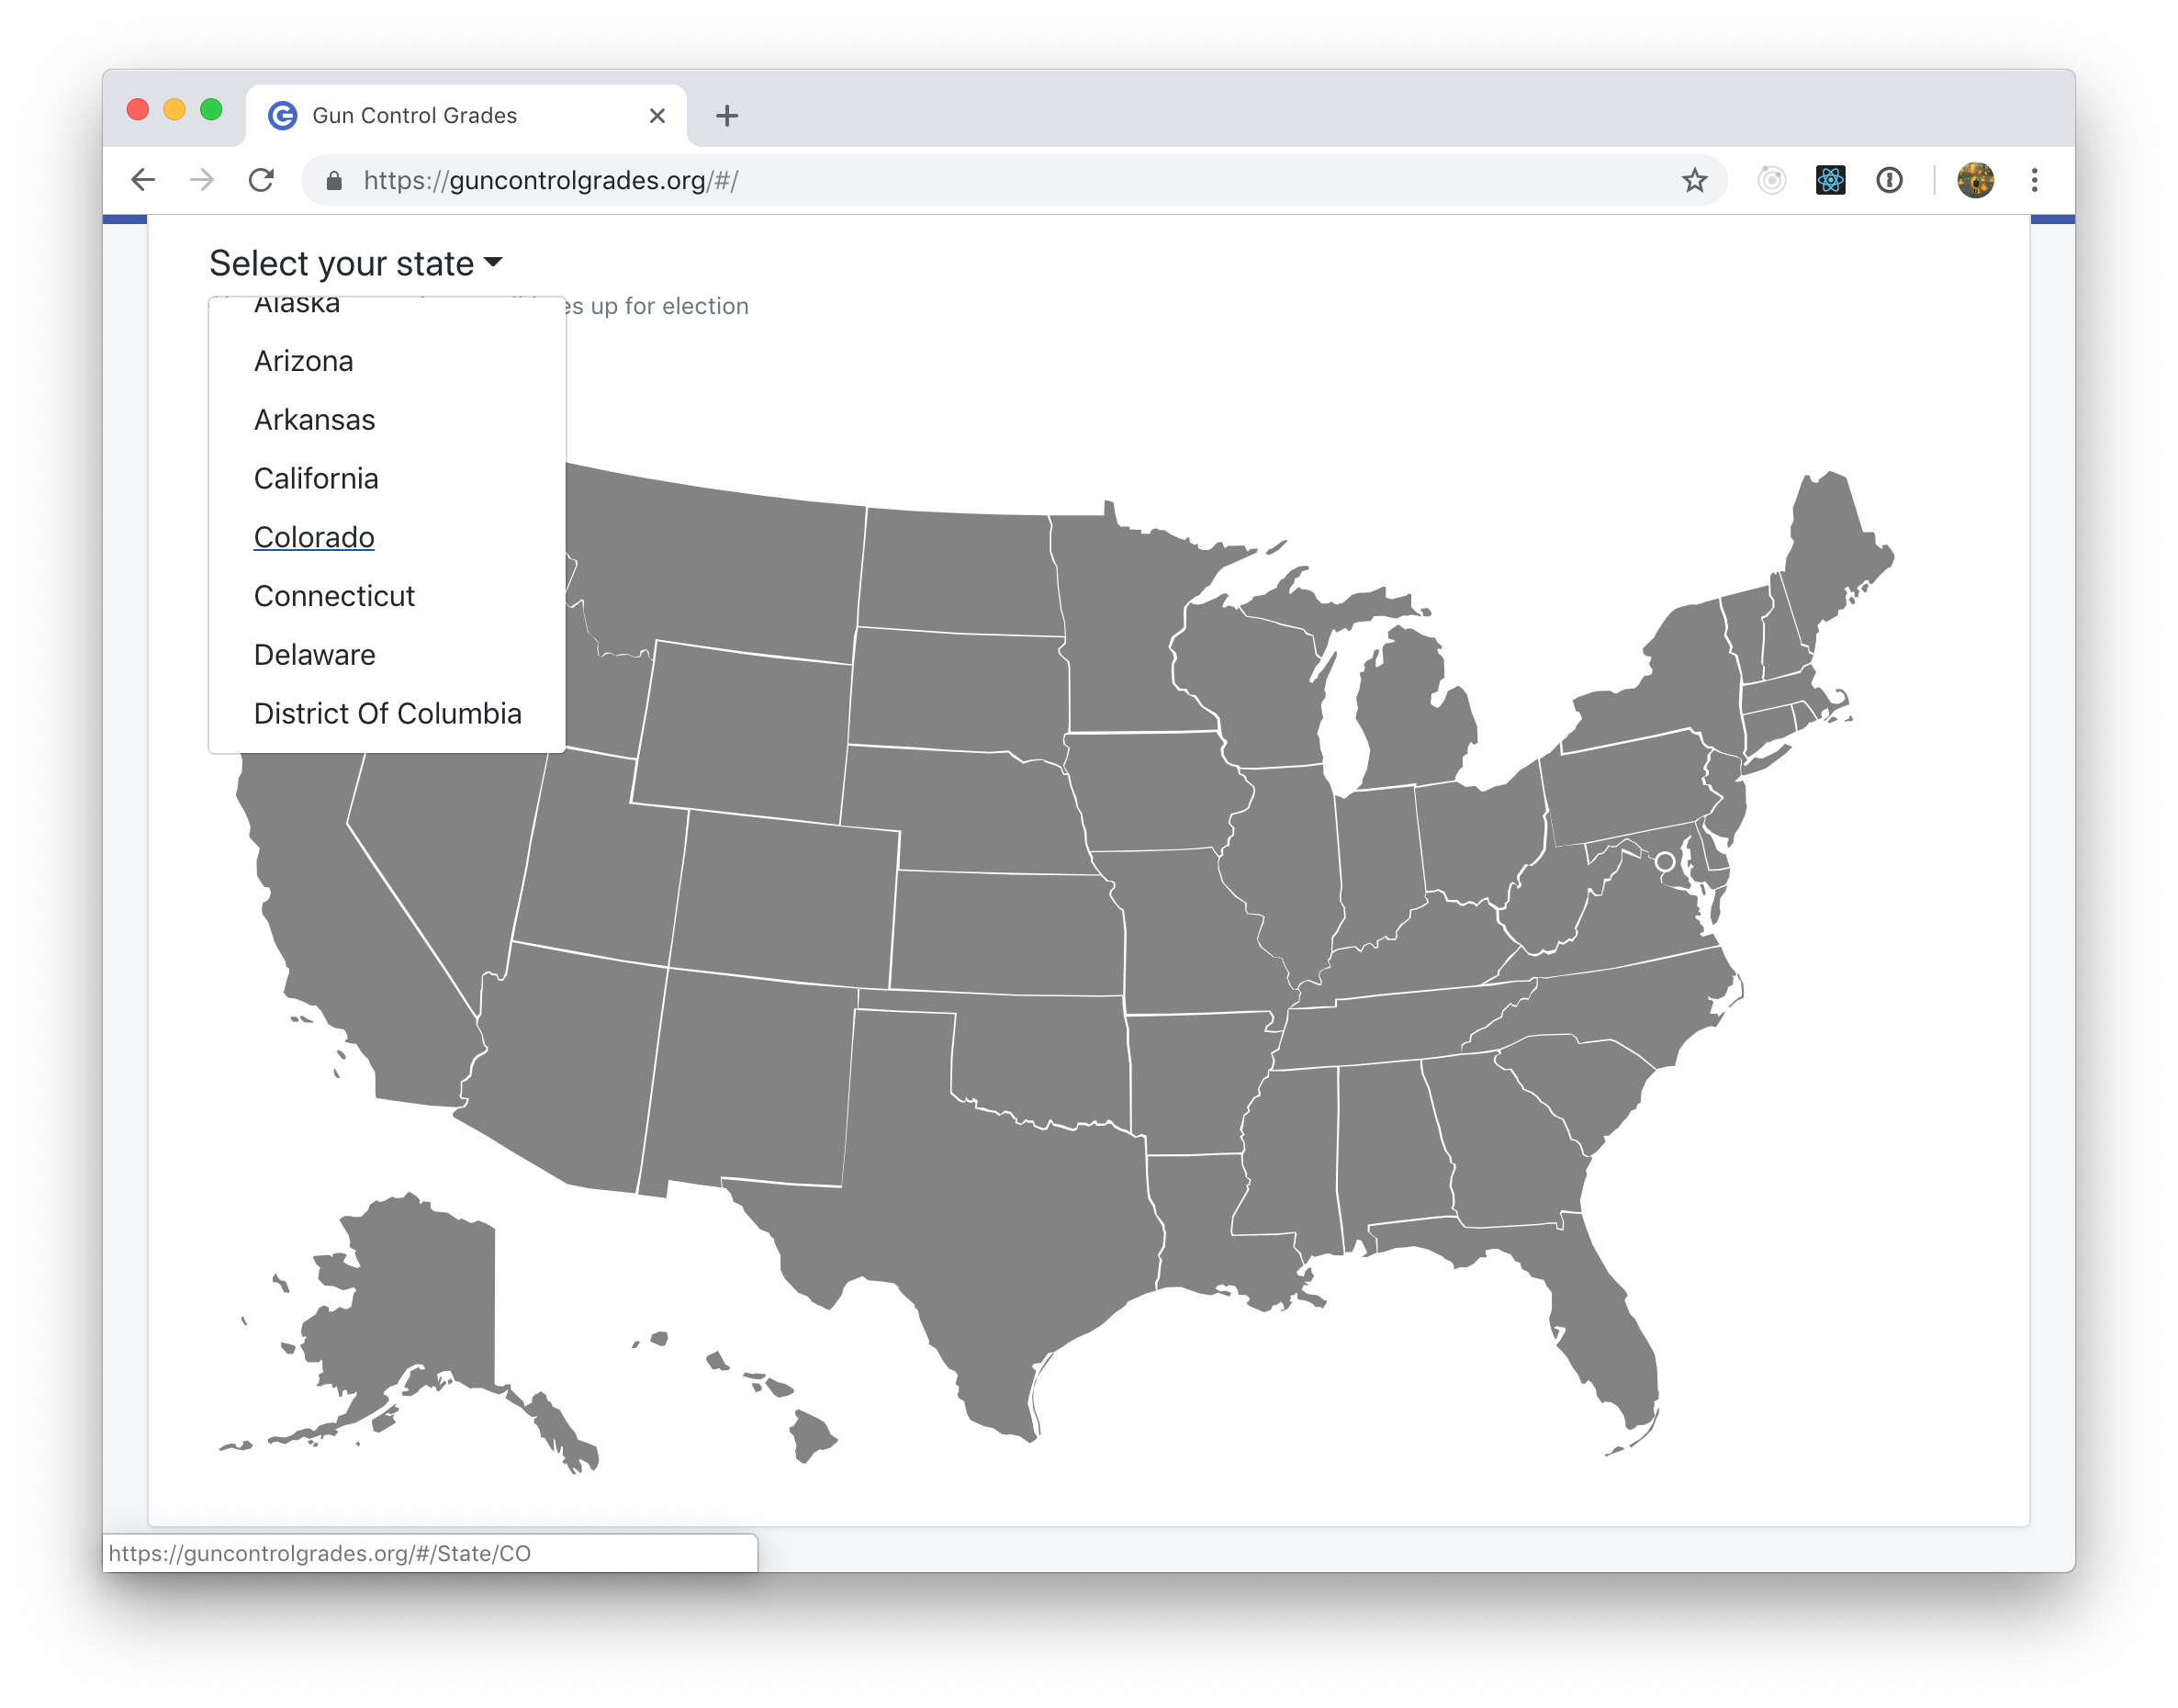 Gun Control Grades
https://guncontrolgrades.org/#/
Select your state
es up for election
Alaska
Arizona
Arkansas
California
Colorado
Connecticut
Delaware
District Of Columbia
https://guncontrolgrades.org/#/State/CO